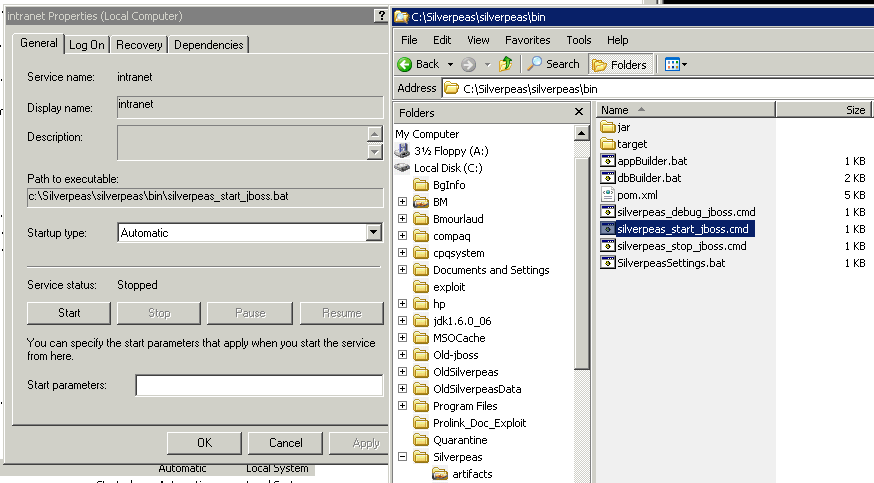 intranet Properties (Local Computer)
?
General
Log On
Recovery
Dependencies
Service name:
intranet
Display name:
intranet
Description:
Path to executable:
c:\Silverpeas\silverpeas\bin\silverpeas_start_jboss.bat
Startup type:
Automatic
Service status:
Stopped
Start
Stop
Pause
Resume
You can specify the start parameters that apply when you start the service
from here.
Start parameters:
OK
Cancel
Apply
Automatic
Local System
C:\Silverpeas\silverpeas\bin
File
Edit
View
Favorites
Tools
Help
Back
Search
Folders
Address
C:\Silverpeas\silverpeas\bin
Folders
My Computer
3½ Floppy (A:)
Local Disk (C:)
BgInfo
BM
Bmourlaud
compaq
cpqsystem
Documents and Settings
exploit
hp
jdk1.6.0_06
MSOCache
Old-jboss
OldSilverpeas
OldSilverpeasData
Program Files
Prolink_Doc_Exploit
Quarantine
Silverpeas
artifacts
Name
Size
jar
target
appBuilder.bat 1 KB
dbBuilder.bat 2 KB
pom.xml 5 KB
silverpeas_debug_jboss.cmd 1 KB
silverpeas_start_jboss.cmd 1 KB
silverpeas_stop_jboss.cmd 1 KB
SilverpeasSettings.bat 1 KB